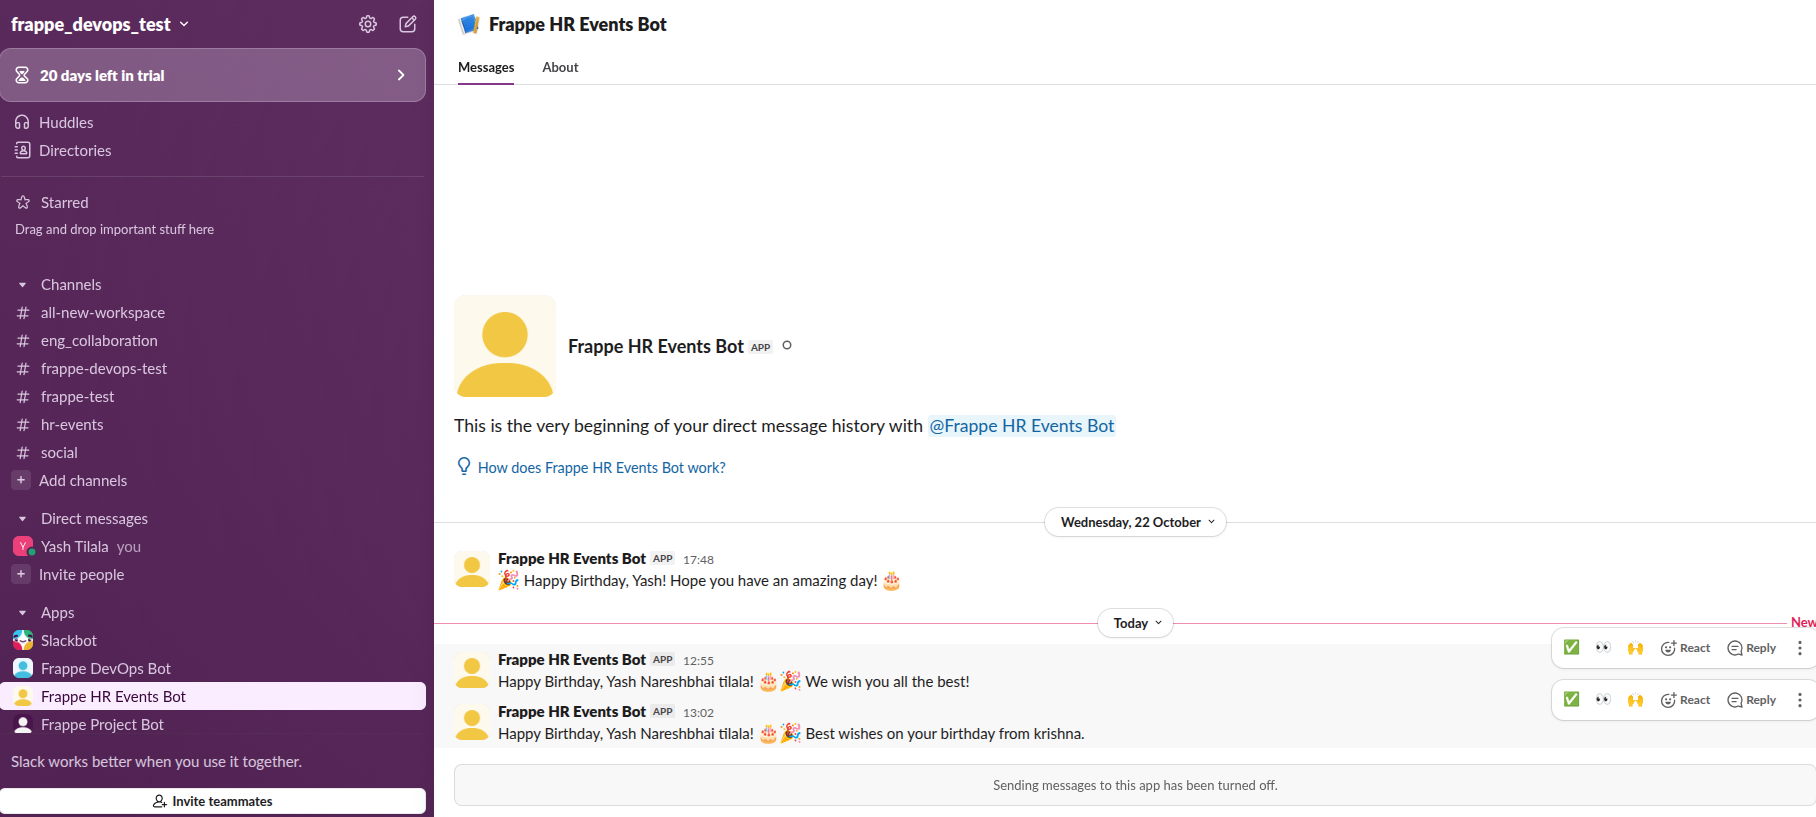 frappe_devops_test
20 days left in trial
Huddles
Directories
Starred
Drag and drop important stuff here
Channels
# all-new-workspace
# eng_collaboration
# frappe-devops-test
# frappe-test
# hr-events
# social
+ Add channels
Direct messages
Y Yash Tilala you
+ Invite people
Apps
Slackbot
Frappe DevOps Bot
Frappe HR Events Bot
Frappe Project Bot
Slack works better when you use it together.
Invite teammates
Frappe HR Events Bot
Messages About
Frappe HR Events Bot APP
This is the very beginning of your direct message history with @Frappe HR Events Bot
How does Frappe HR Events Bot work?
Wednesday, 22 October
Frappe HR Events Bot APP 17:48
🎉 Happy Birthday, Yash! Hope you have an amazing day! 🎂
Today
New
Frappe HR Events Bot APP 12:55
✅ 👀 🙌 React Reply
Happy Birthday, Yash Nareshbhai tilala! 🎂🎉 We wish you all the best!
Frappe HR Events Bot APP 13:02
✅ 👀 🙌 React Reply
Happy Birthday, Yash Nareshbhai tilala! 🎂🎉 Best wishes on your birthday from krishna.
Sending messages to this app has been turned off.